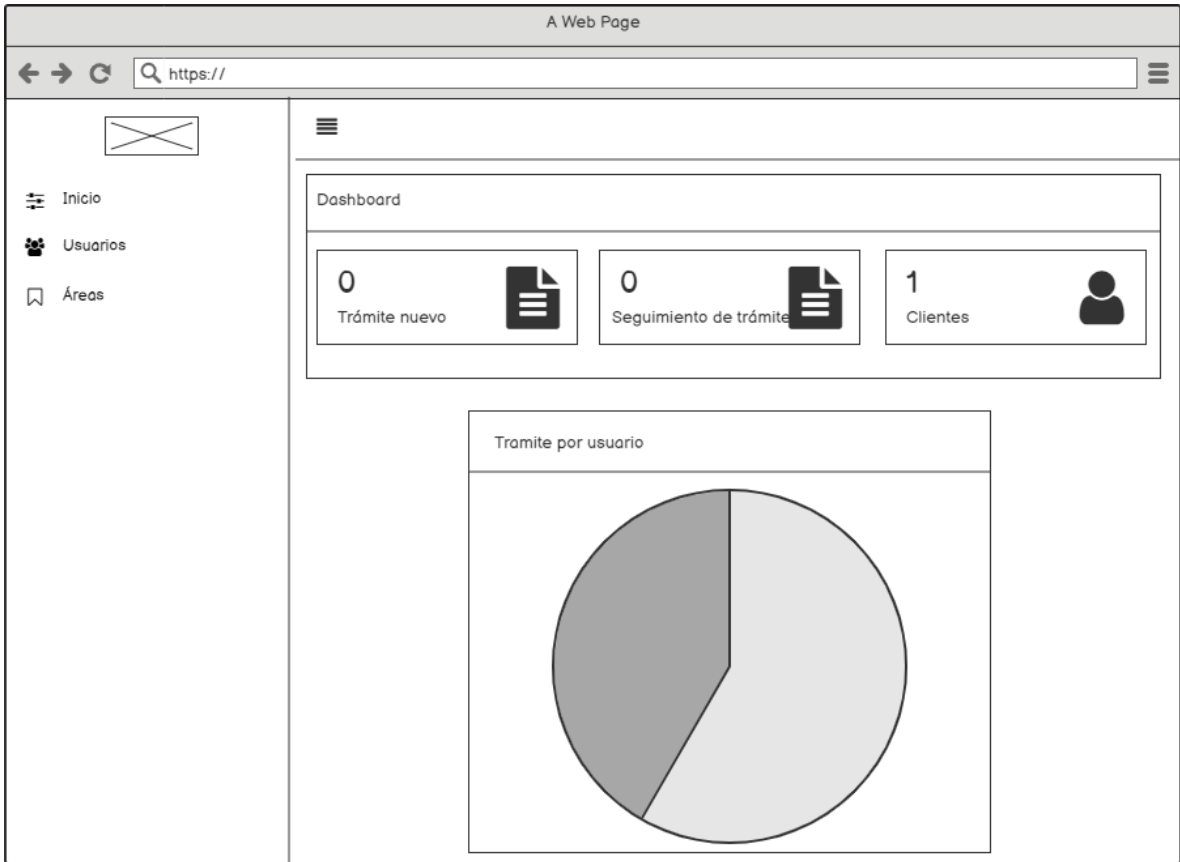 A Web Page
https://
Inicio
Usuarios
Áreas
Dashboard
0
Trámite nuevo
0
Seguimiento de trámite
1
Clientes
Tramite por usuario